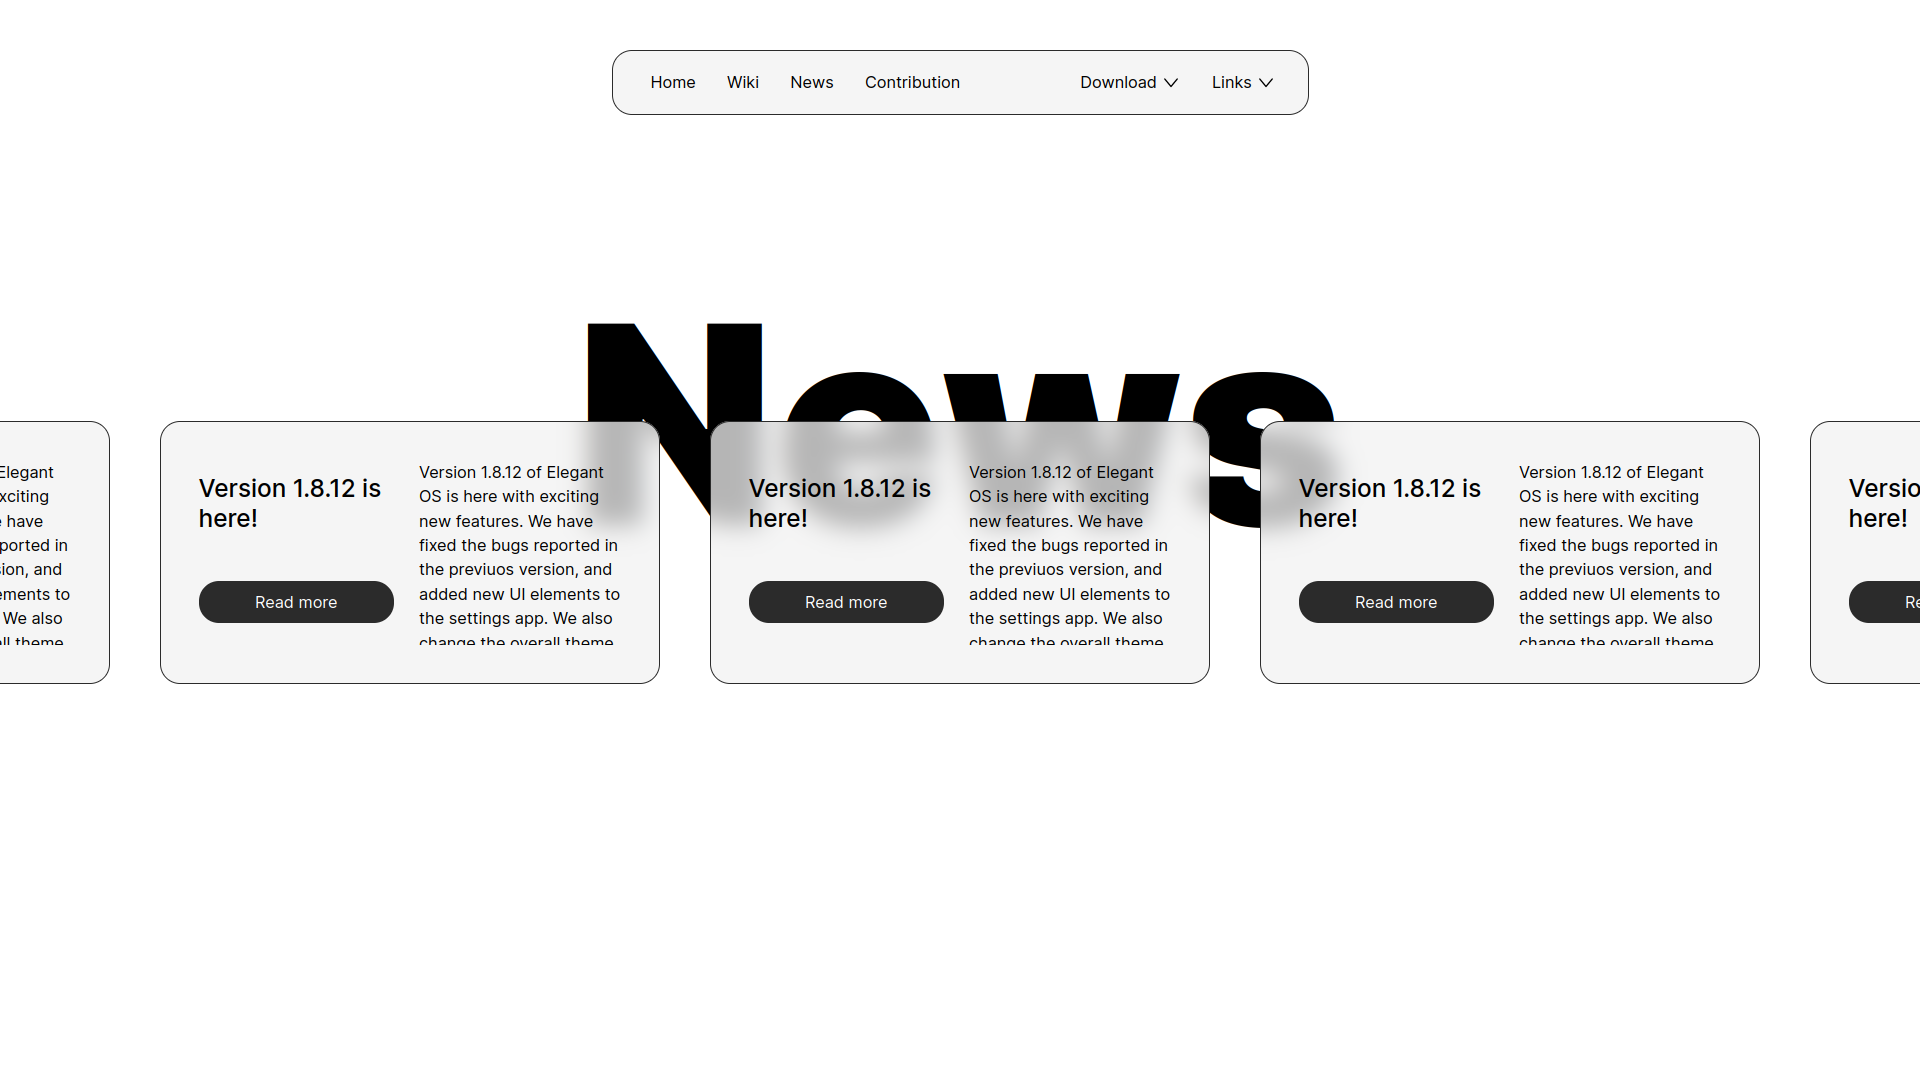 Home
Wiki
News
Contribution
Download
Links
News
Elegant
xciting
have
ported in
ion, and
ements to
We also
ll theme
Version 1.8.12 is
here!
Read more
Version 1.8.12 of Elegant
OS is here with exciting
new features. We have
fixed the bugs reported in
the previuos version, and
added new UI elements to
the settings app. We also
change the overall theme
Version 1.8.12 is
here!
Read more
Version 1.8.12 of Elegant
OS is here with exciting
new features. We have
fixed the bugs reported in
the previuos version, and
added new UI elements to
the settings app. We also
change the overall theme
Version 1.8.12 is
here!
Read more
Version 1.8.12 of Elegant
OS is here with exciting
new features. We have
fixed the bugs reported in
the previuos version, and
added new UI elements to
the settings app. We also
change the overall theme
Versio
here!
Re